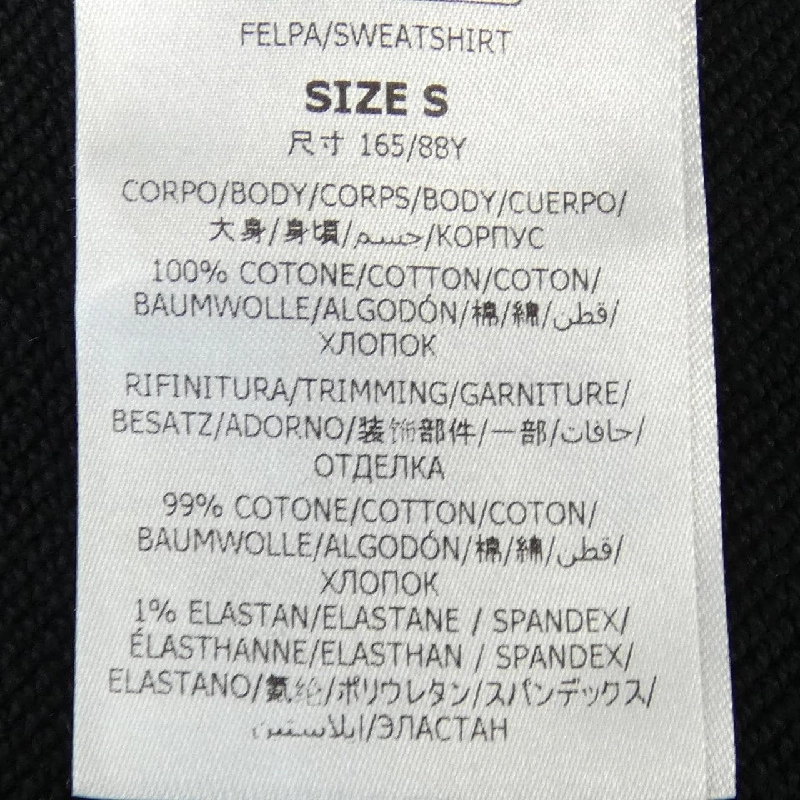 FELPA/SWEATSHIRT
SIZE S
尺寸 165/88Y
CORPO/BODY/CORPS/BODY/CUERPO/
大身/身頃/جسم/КОРПУС
100% COTONE/COTTON/COTON/
BAUMWOLLE/ALGODÓN/棉/綿/قطن/
ХЛОПОК
RIFINITURA/TRIMMING/GARNITURE/
BESATZ/ADORNO/装饰部件/一部/حافات/
ОТДЕЛКА
99% COTONE/COTTON/COTON/
BAUMWOLLE/ALGODÓN/棉/綿/قطن/
ХЛОПОК
1% ELASTAN/ELASTANE / SPANDEX/
ÉLASTHANNE/ELASTHAN / SPANDEX/
ELASTANO/氨纶/ポリウレタン/スパンデックス/
إيلاستين/ЭЛАСТАН